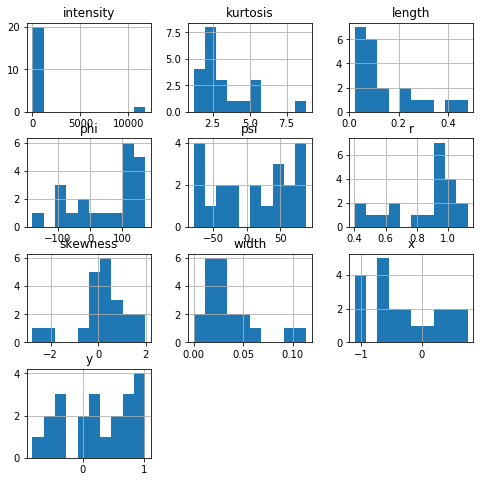 intensity kurtosis length
20 7.5 6
10 5.0 4
2.5 2
0 0.0 0
0 5000 10000 2.5 5.0 7.5 0.0 0.2 0.4
phi psi r
6 4 6
4 4
2 2 2
0 0 0
−100 0 100 −50 0 50 0.4 0.6 0.8 1.0
skewness width x
6 6
4 4 4
2 2 2
0 0 0
−2 0 2 0.00 0.05 0.10 −1 0
y
4
2
0
0 1